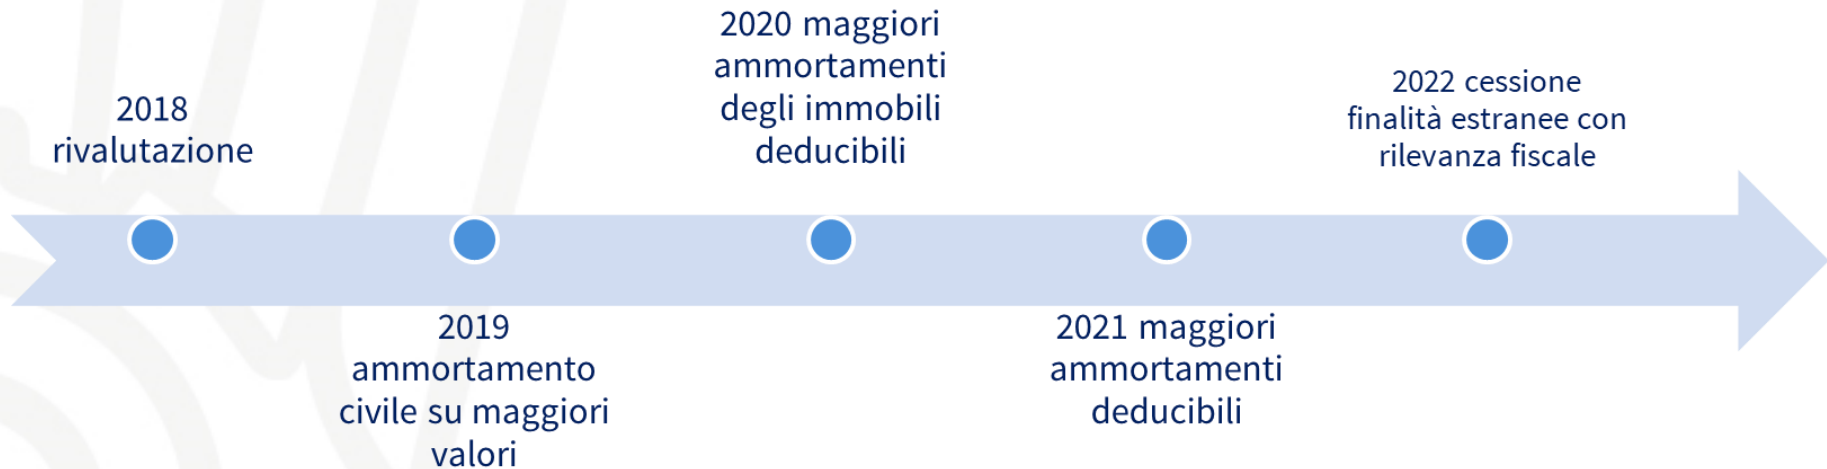 2018
rivalutazione
2019
ammortamento
civile su maggiori
valori
2020 maggiori
ammortamenti
degli immobili
deducibili
2021 maggiori
ammortamenti
deducibili
2022 cessione
finalità estranee con
rilevanza fiscale